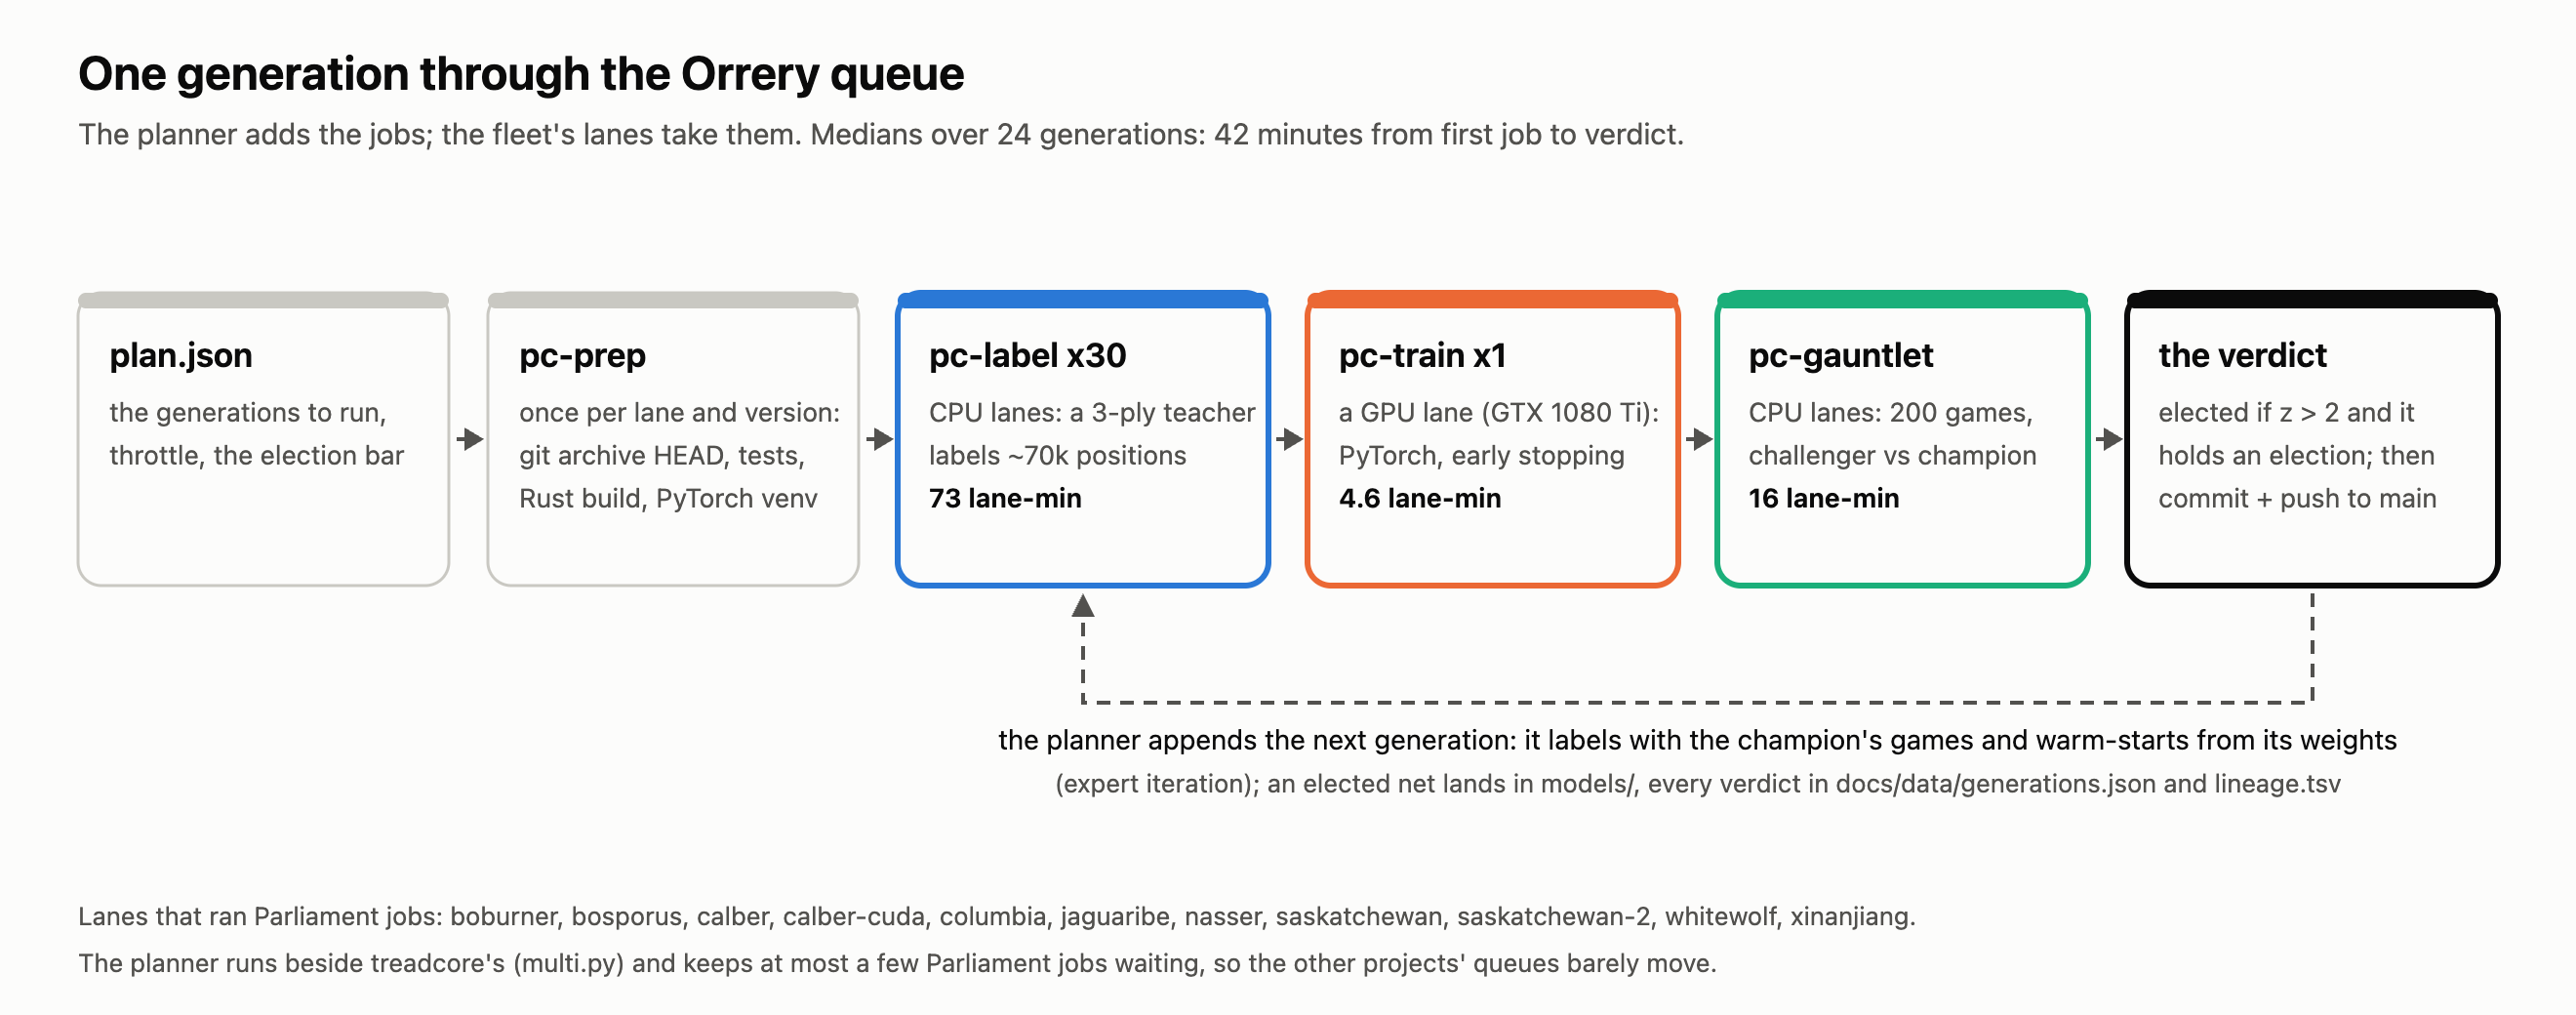 One generation through the Orrery queue
The planner adds the jobs; the fleet's lanes take them. Medians over 24 generations: 42 minutes from first job to verdict.
plan.json
the generations to run,
throttle, the election bar
pc-prep
once per lane and version:
git archive HEAD, tests,
Rust build, PyTorch venv
pc-label x30
CPU lanes: a 3-ply teacher
labels ~70k positions
73 lane-min
pc-train x1
a GPU lane (GTX 1080 Ti):
PyTorch, early stopping
4.6 lane-min
pc-gauntlet
CPU lanes: 200 games,
challenger vs champion
16 lane-min
the verdict
elected if z > 2 and it
holds an election; then
commit + push to main
the planner appends the next generation: it labels with the champion's games and warm-starts from its weights
(expert iteration); an elected net lands in models/, every verdict in docs/data/generations.json and lineage.tsv
Lanes that ran Parliament jobs: boburner, bosporus, calber, calber-cuda, columbia, jaguaribe, nasser, saskatchewan, saskatchewan-2, whitewolf, xinanjiang.
The planner runs beside treadcore's (multi.py) and keeps at most a few Parliament jobs waiting, so the other projects' queues barely move.